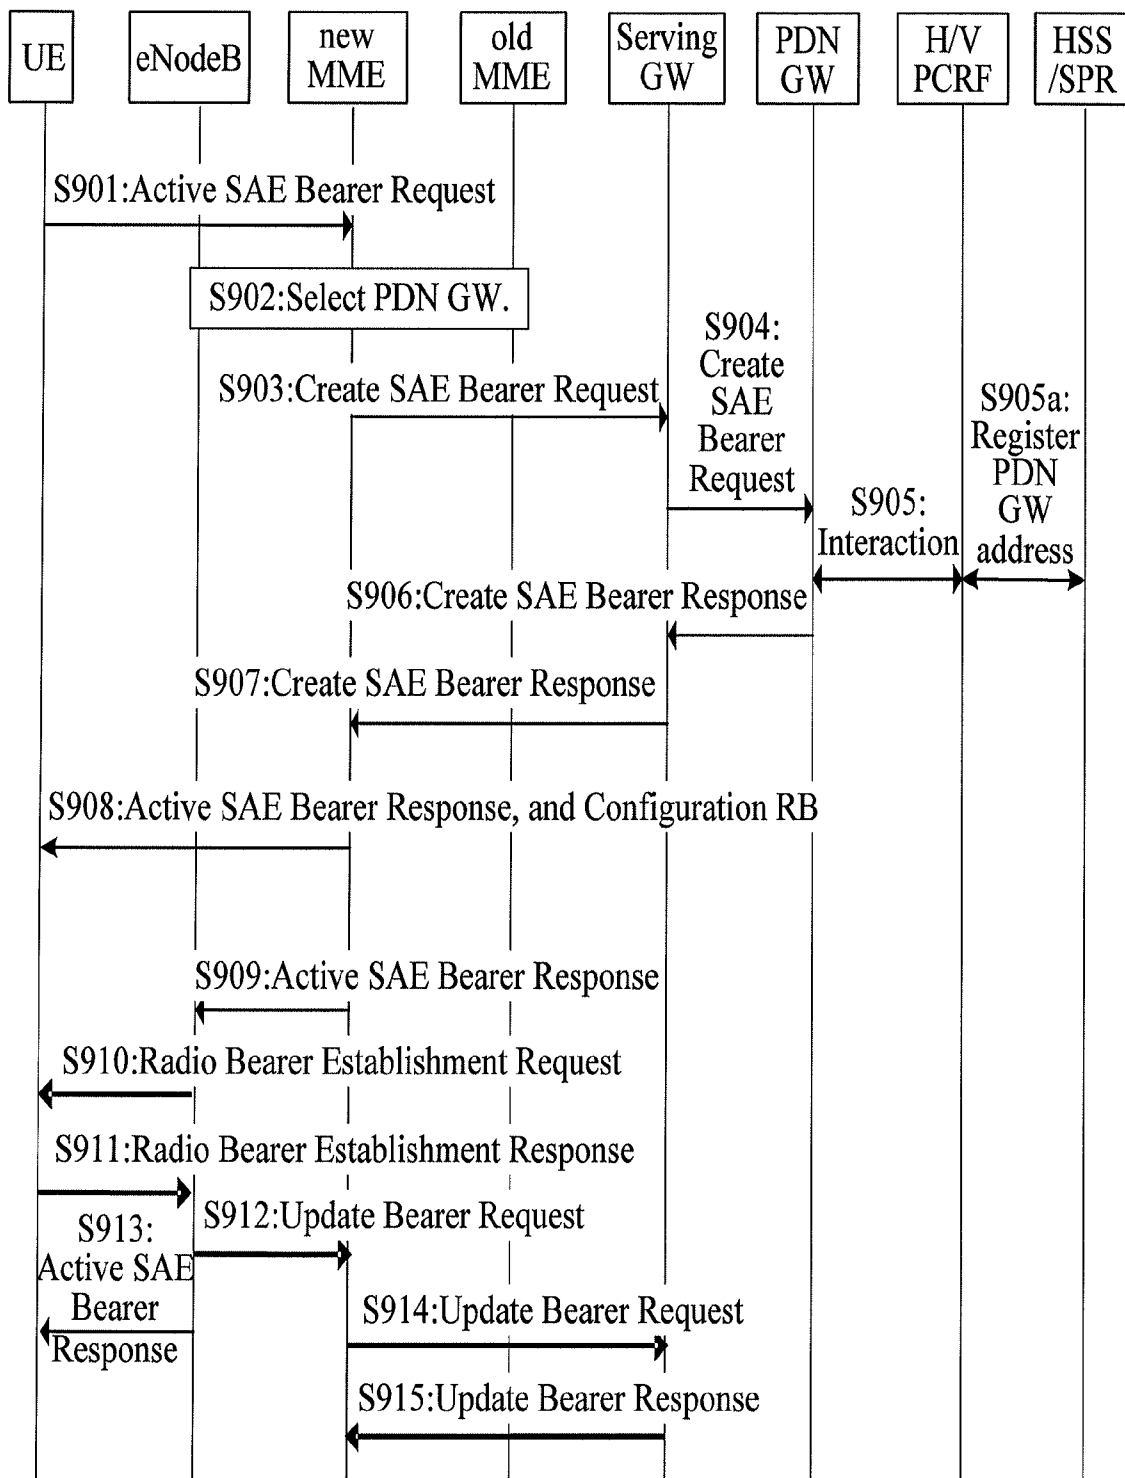 UE
eNodeB
new
MME
old
MME
Serving
GW
PDN
GW
H/V
PCRF
HSS
/SPR
S901:Active SAE Bearer Request
S902:Select PDN GW.
S903:Create SAE Bearer Request
S904:
Create
SAE
Bearer
Request
S905:
Interaction
S905a:
Register
PDN
GW
address
S906:Create SAE Bearer Response
S907:Create SAE Bearer Response
S908:Active SAE Bearer Response, and Configuration RB
S909:Active SAE Bearer Response
S910:Radio Bearer Establishment Request
S911:Radio Bearer Establishment Response
S912:Update Bearer Request
S913:
Active SAE
Bearer
Response
S914:Update Bearer Request
S915:Update Bearer Response